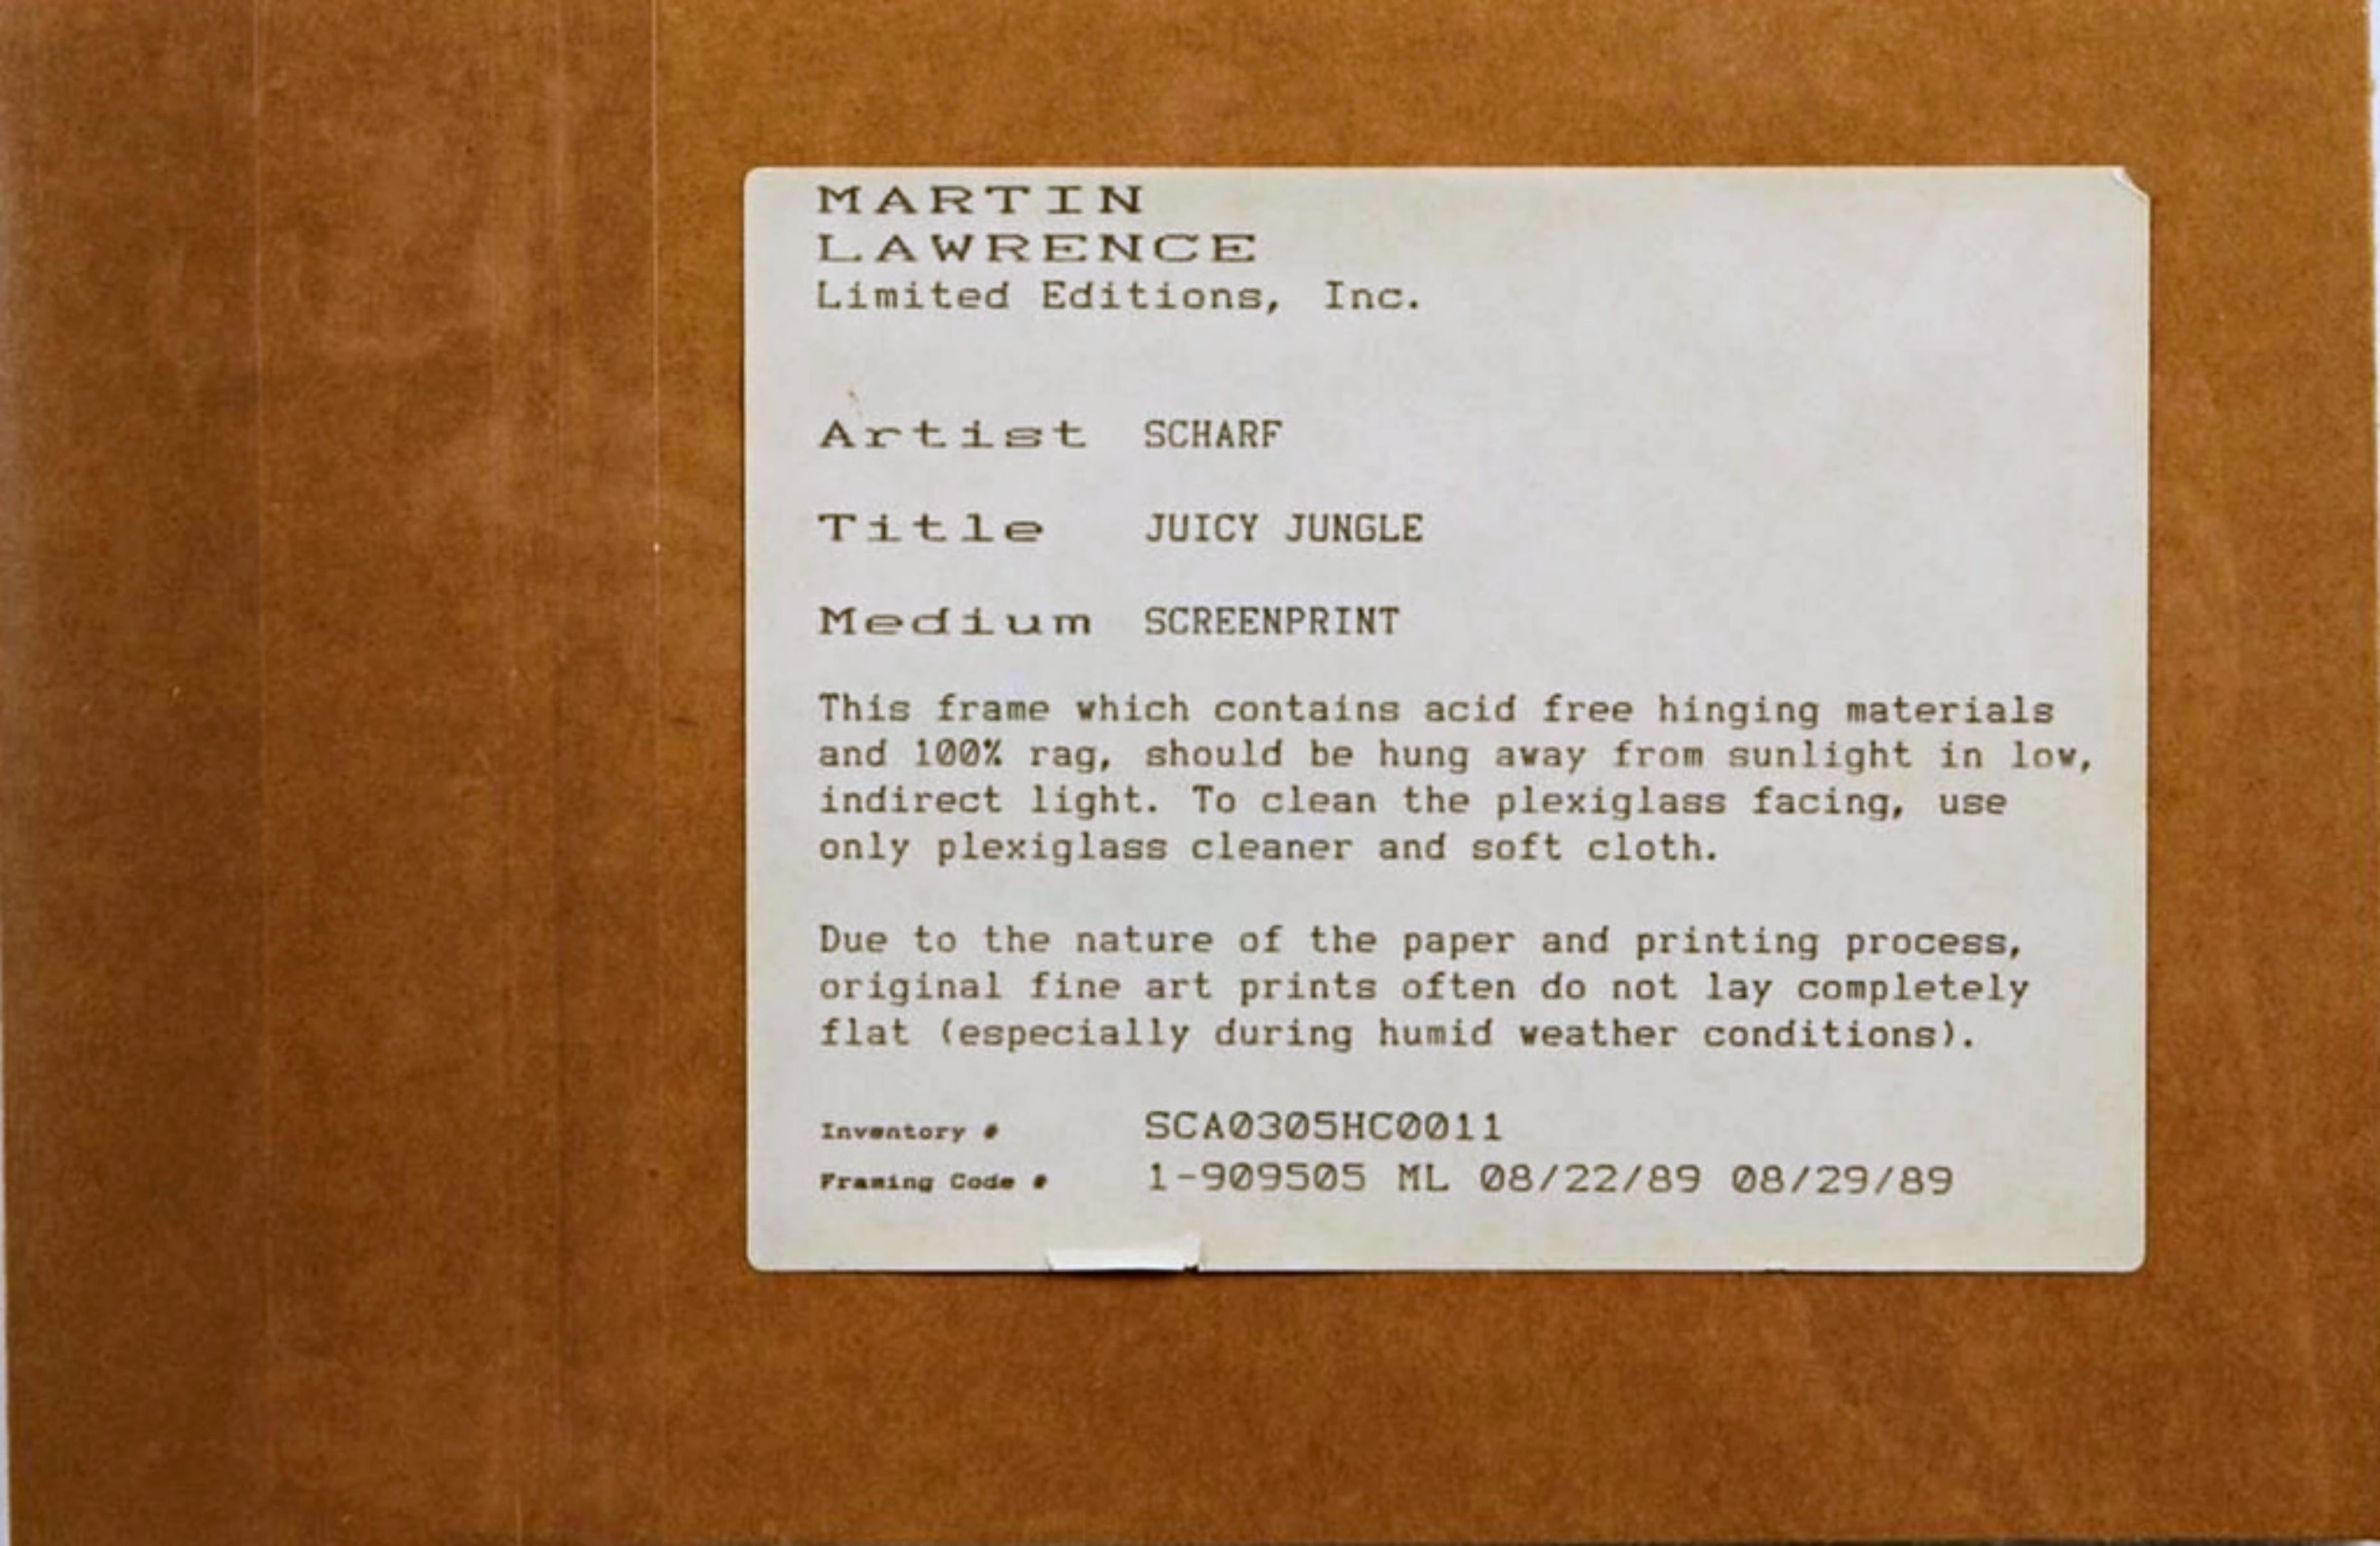 MARTIN
LAWRENCE
Limited Editions, Inc.
Artist SCHARF
Title JUICY JUNGLE
Medium SCREENPRINT
This frame which contains acid free hinging materials
and 100% rag, should be hung away from sunlight in low,
indirect light. To clean the plexiglass facing, use
only plexiglass cleaner and soft cloth.
Due to the nature of the paper and printing process,
original fine art prints often do not lay completely
flat (especially during humid weather conditions).
Inventory # SCA0305HC0011
Framing Code # 1-909505 ML 08/22/89 08/29/89